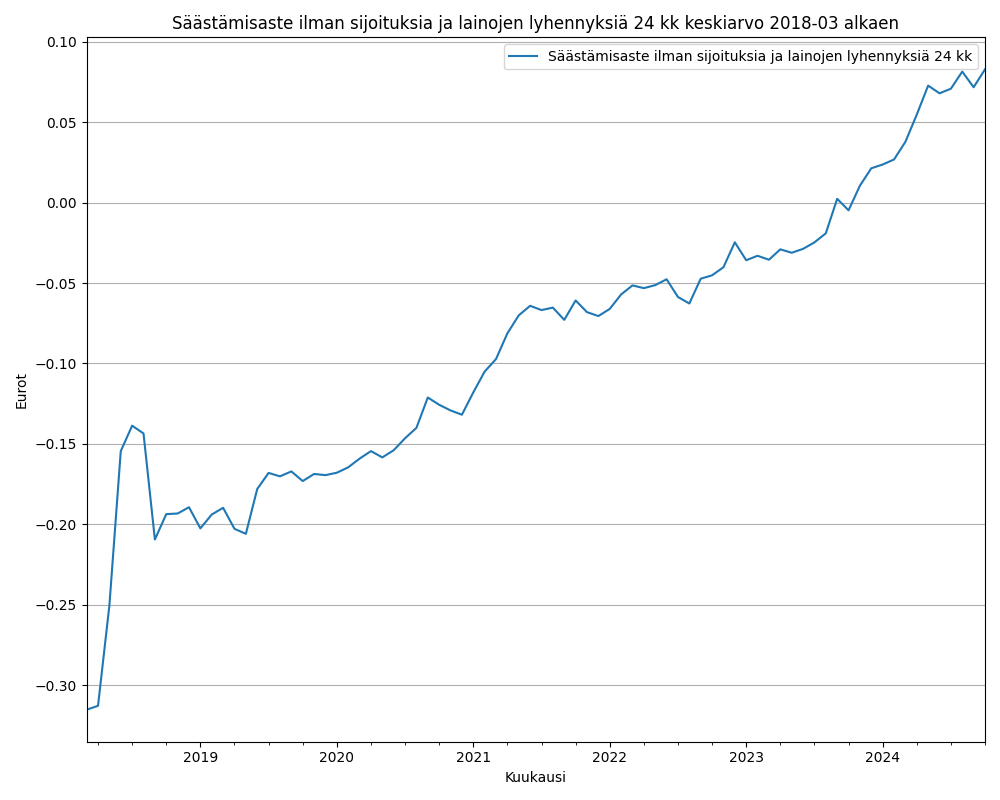 Säästämisaste ilman sijoituksia ja lainojen lyhennyksiä 24 kk keskiarvo 2018-03 alkaen
Säästämisaste ilman sijoituksia ja lainojen lyhennyksiä 24 kk
0.10
0.05
0.00
−0.05
−0.10
−0.15
−0.20
−0.25
−0.30
Eurot
2019 2020 2021 2022 2023 2024
Kuukausi